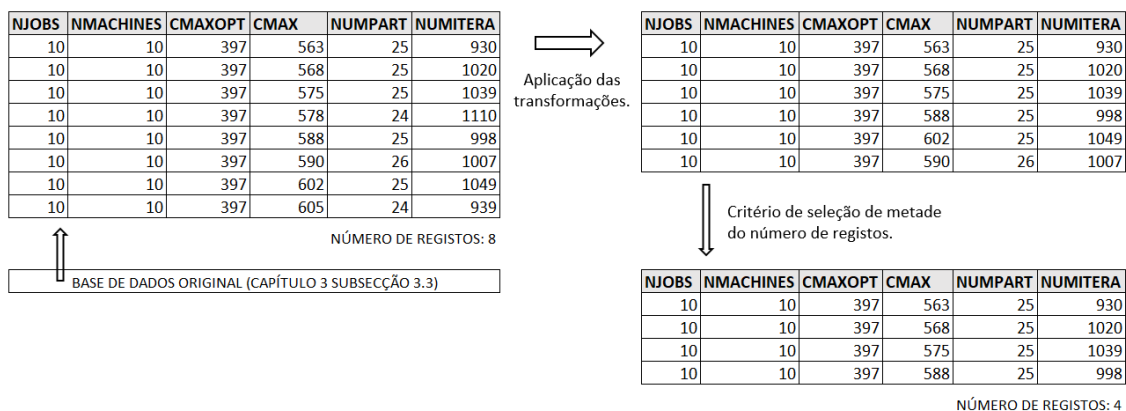 NJOBS NMACHINES CMAXOPT CMAX NUMPART NUMITERA
10 10 397 563 25 930
10 10 397 568 25 1020
10 10 397 575 25 1039
10 10 397 578 24 1110
10 10 397 588 25 998
10 10 397 590 26 1007
10 10 397 602 25 1049
10 10 397 605 24 939
NÚMERO DE REGISTOS: 8
BASE DE DADOS ORIGINAL (CAPÍTULO 3 SUBSECÇÃO 3.3)
Aplicação das
transformações.
NJOBS NMACHINES CMAXOPT CMAX NUMPART NUMITERA
10 10 397 563 25 930
10 10 397 568 25 1020
10 10 397 575 25 1039
10 10 397 588 25 998
10 10 397 602 25 1049
10 10 397 590 26 1007
Critério de seleção de metade
do número de registos.
NJOBS NMACHINES CMAXOPT CMAX NUMPART NUMITERA
10 10 397 563 25 930
10 10 397 568 25 1020
10 10 397 575 25 1039
10 10 397 588 25 998
NÚMERO DE REGISTOS: 4